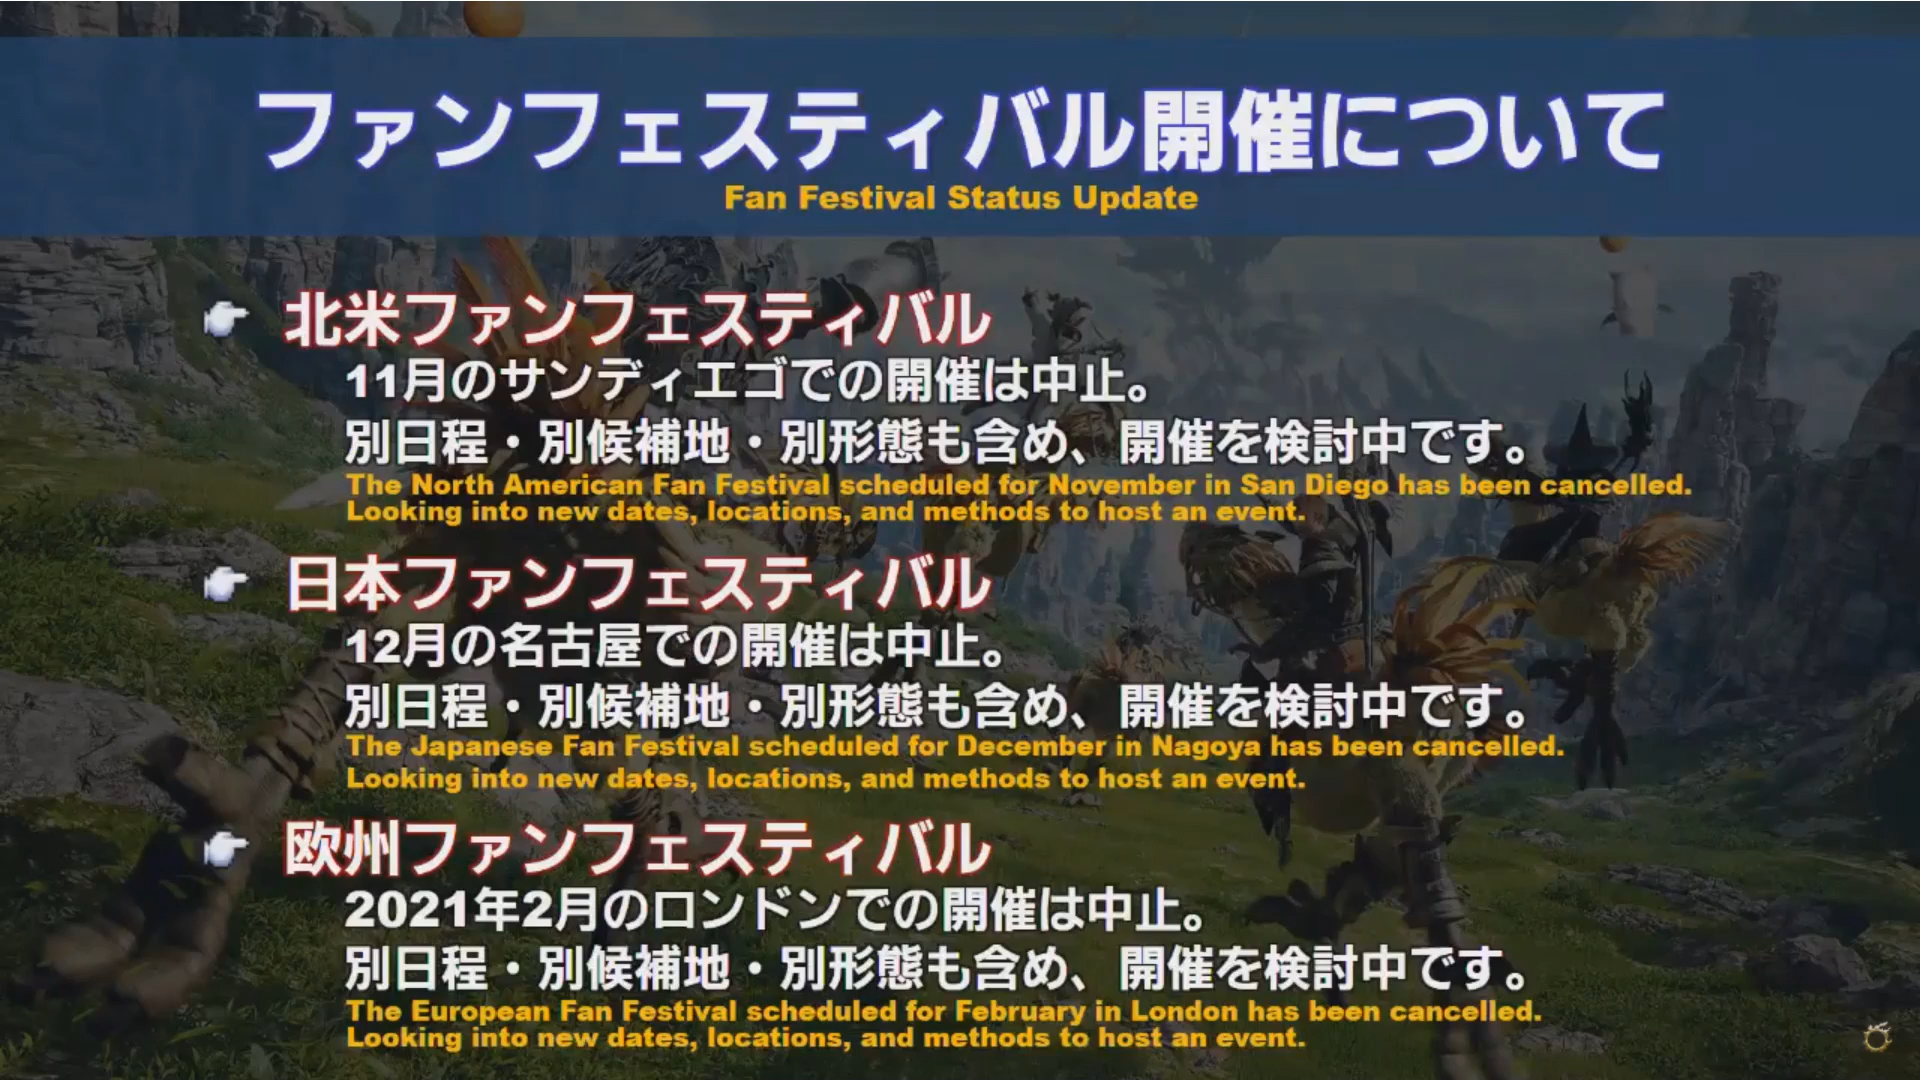 ファンフェスティバル開催について
Fan Festival Status Update
北米ファンフェスティバル
11月のサンディエゴでの開催は中止。
別日程・別候補地・別形態も含め、開催を検討中です。
The North American Fan Festival scheduled for November in San Diego has been cancelled.
Looking into new dates, locations, and methods to host an event.
日本ファンフェスティバル
12月の名古屋での開催は中止。
別日程・別候補地・別形態も含め、開催を検討中です。
The Japanese Fan Festival scheduled for December in Nagoya has been cancelled.
Looking into new dates, locations, and methods to host an event.
欧州ファンフェスティバル
2021年2月のロンドンでの開催は中止。
別日程・別候補地・別形態も含め、開催を検討中です。
The European Fan Festival scheduled for February in London has been cancelled.
Looking into new dates, locations, and methods to host an event.